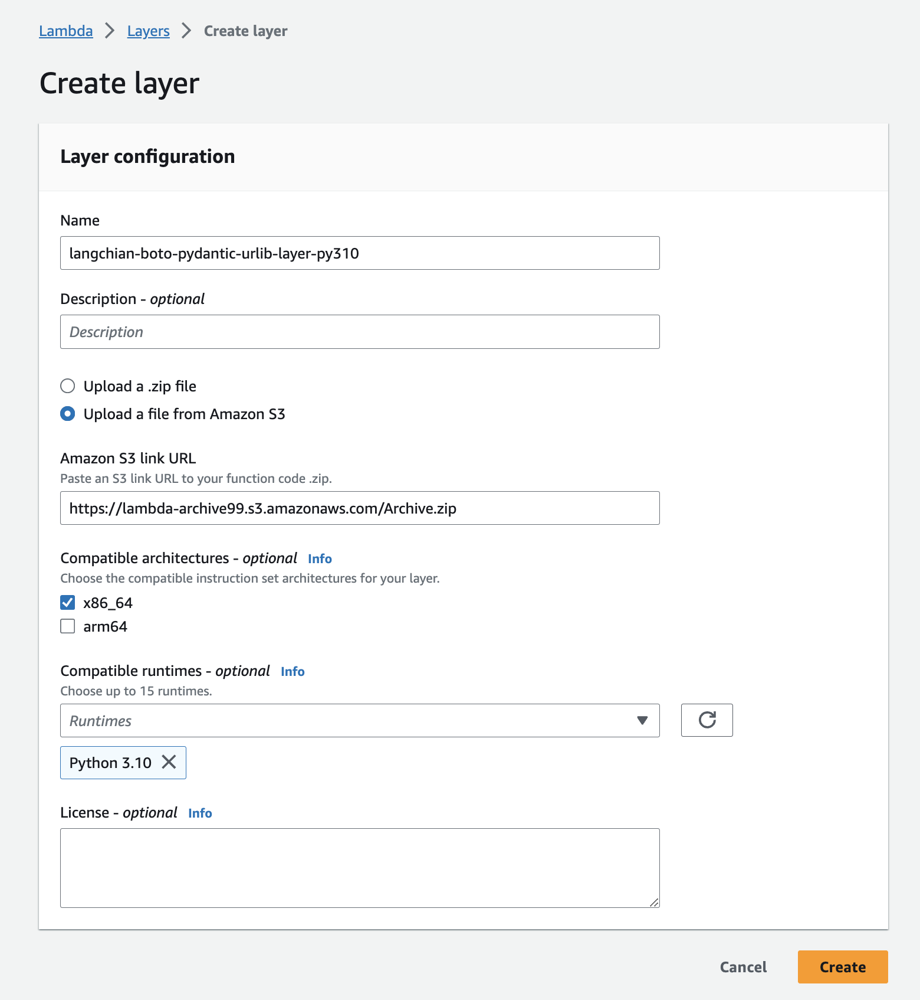 Lambda > Layers > Create layer
Create layer
Layer configuration
Name
langchian-boto-pydantic-urlib-layer-py310
Description - optional
Description
Upload a .zip file
Upload a file from Amazon S3
Amazon S3 link URL
Paste an S3 link URL to your function code .zip.
https://lambda-archive99.s3.amazonaws.com/Archive.zip
Compatible architectures - optional Info
Choose the compatible instruction set architectures for your layer.
x86_64
arm64
Compatible runtimes - optional Info
Choose up to 15 runtimes.
Runtimes
Python 3.10
License - optional Info
Cancel Create